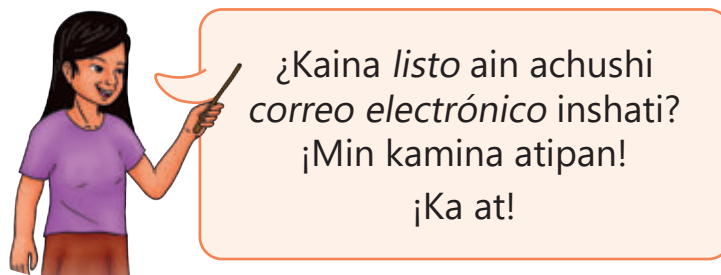 ¿Kaina listo ain achushi
correo electrónico inshati?
¡Min kamina atipan!
¡Ka at!